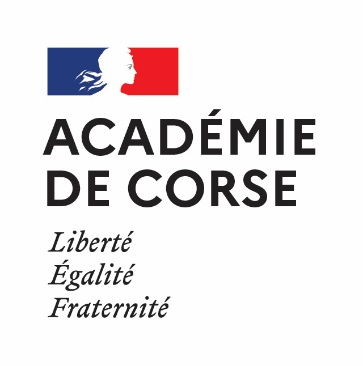 ACADÉMIE
DE CORSE
Liberté
Égalité
Fraternité